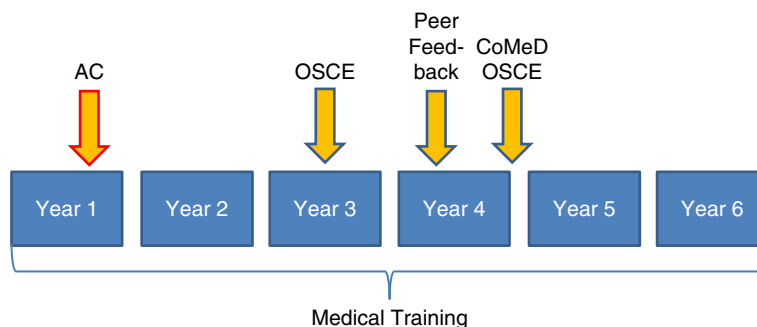 AC
OSCE
Peer
Feed-
back
CoMeD
OSCE
Year 1
Year 2
Year 3
Year 4
Year 5
Year 6
Medical Training